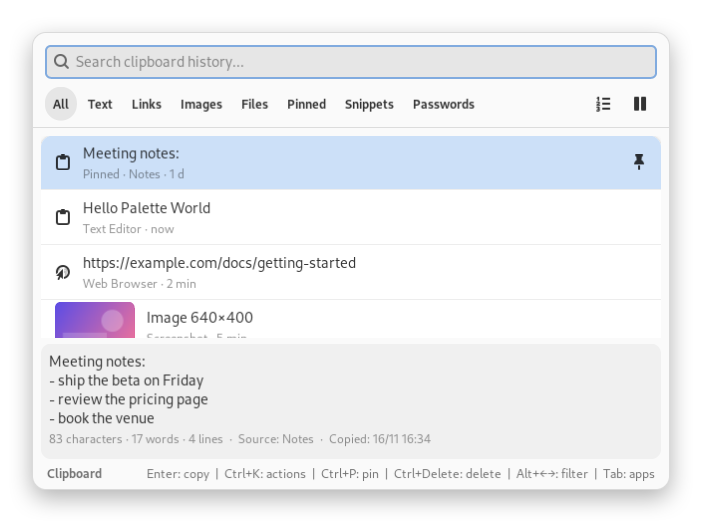 Search clipboard history...
All Text Links Images Files Pinned Snippets Passwords
Meeting notes:
Pinned · Notes · 1 d
Hello Palette World
Text Editor · now
https://example.com/docs/getting-started
Web Browser · 2 min
Image 640×400
Screenshot · 5 min
Meeting notes:
- ship the beta on Friday
- review the pricing page
- book the venue
83 characters · 17 words · 4 lines · Source: Notes · Copied: 16/11 16:34
Clipboard Enter: copy | Ctrl+K: actions | Ctrl+P: pin | Ctrl+Delete: delete | Alt+←→: filter | Tab: apps